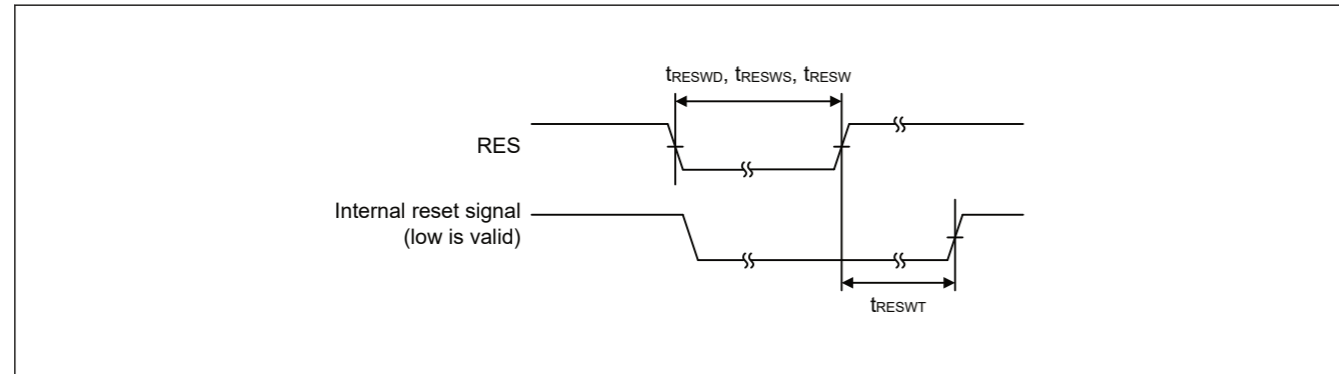 tRESWD, tRESWS, tRESW
RES
Internal reset signal
(low is valid)
tRESWT